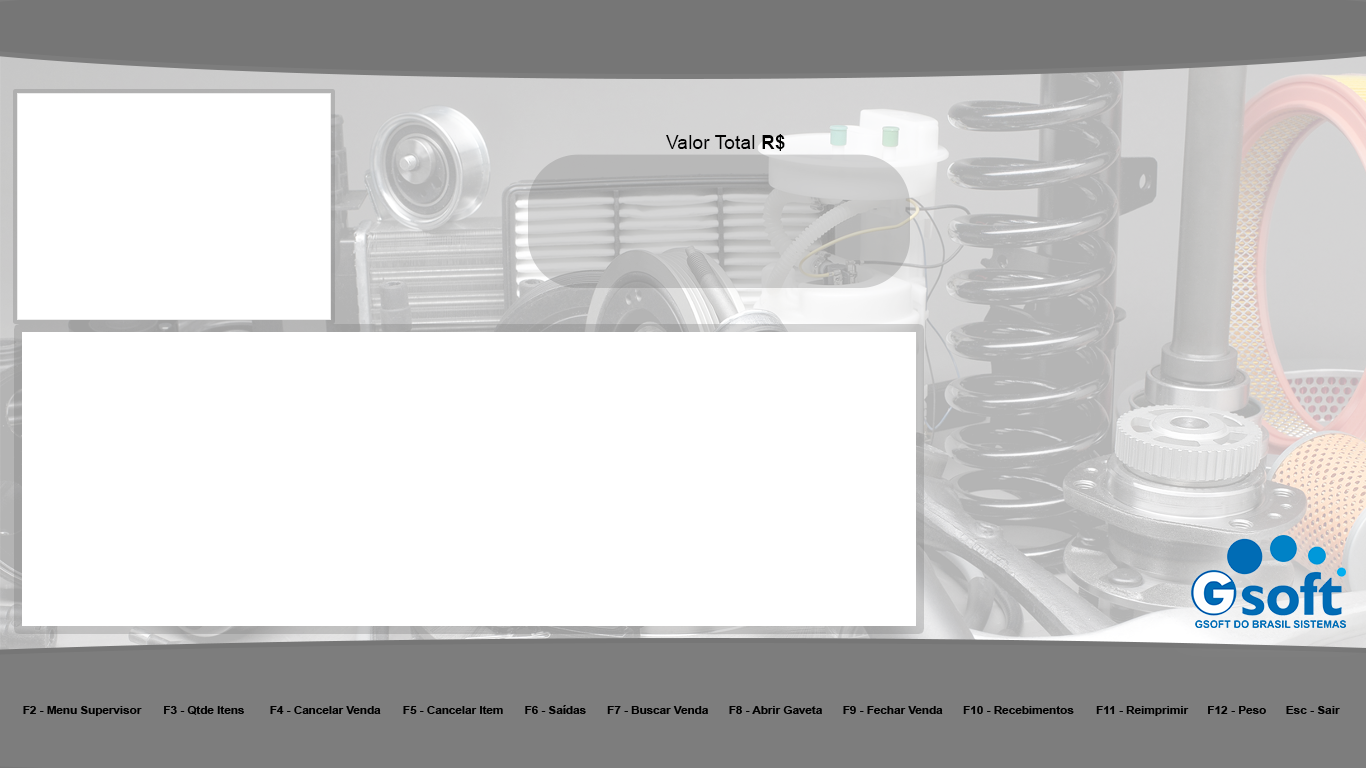 Valor Total R$
Gsoft
GSOFT DO BRASIL SISTEMAS
F2 - Menu Supervisor F3 - Qtde Itens F4 - Cancelar Venda F5 - Cancelar Item F6 - Saídas F7 - Buscar Venda F8 - Abrir Gaveta F9 - Fechar Venda F10 - Recebimentos F11 - Reimprimir F12 - Peso Esc - Sair